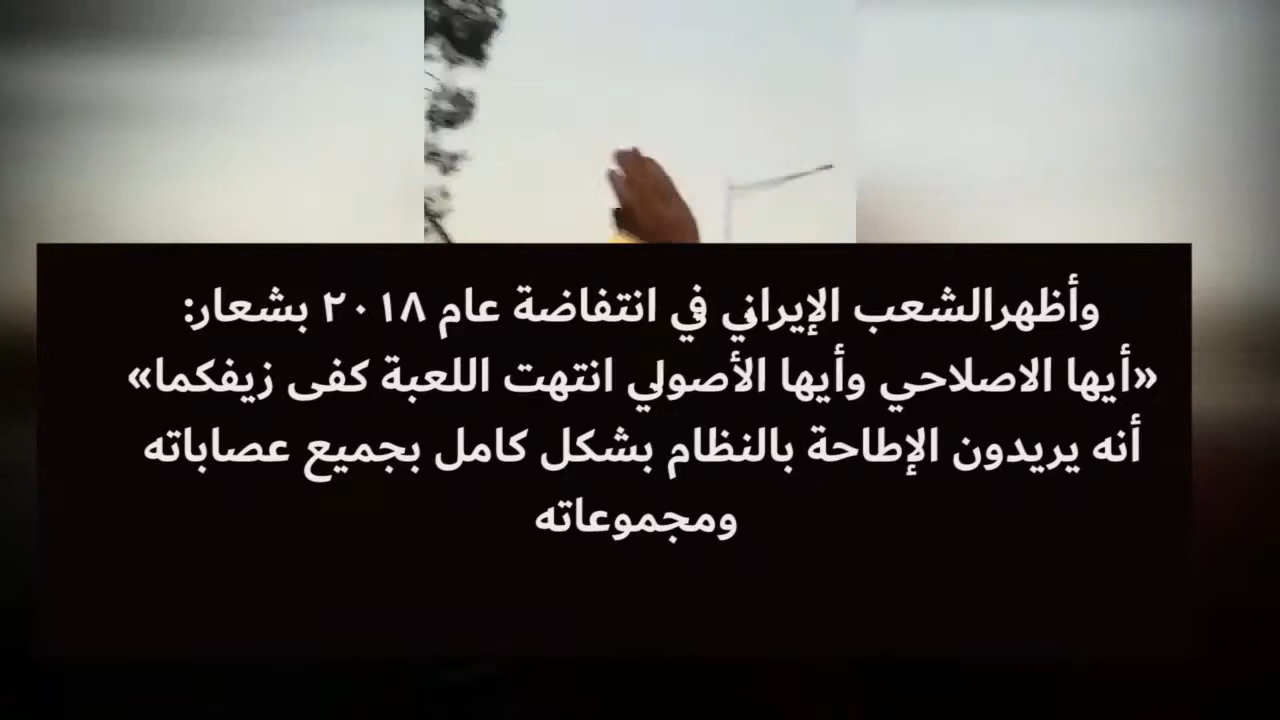 وأظهرالشعب الإيراني في انتفاضة عام ٢٠١٨ بشعار:
«أيها الاصلاحي وأيها الأصولي انتهت اللعبة كفى زيفكما»
أنه يريدون الإطاحة بالنظام بشكل كامل بجميع عصاباته
ومجموعاته